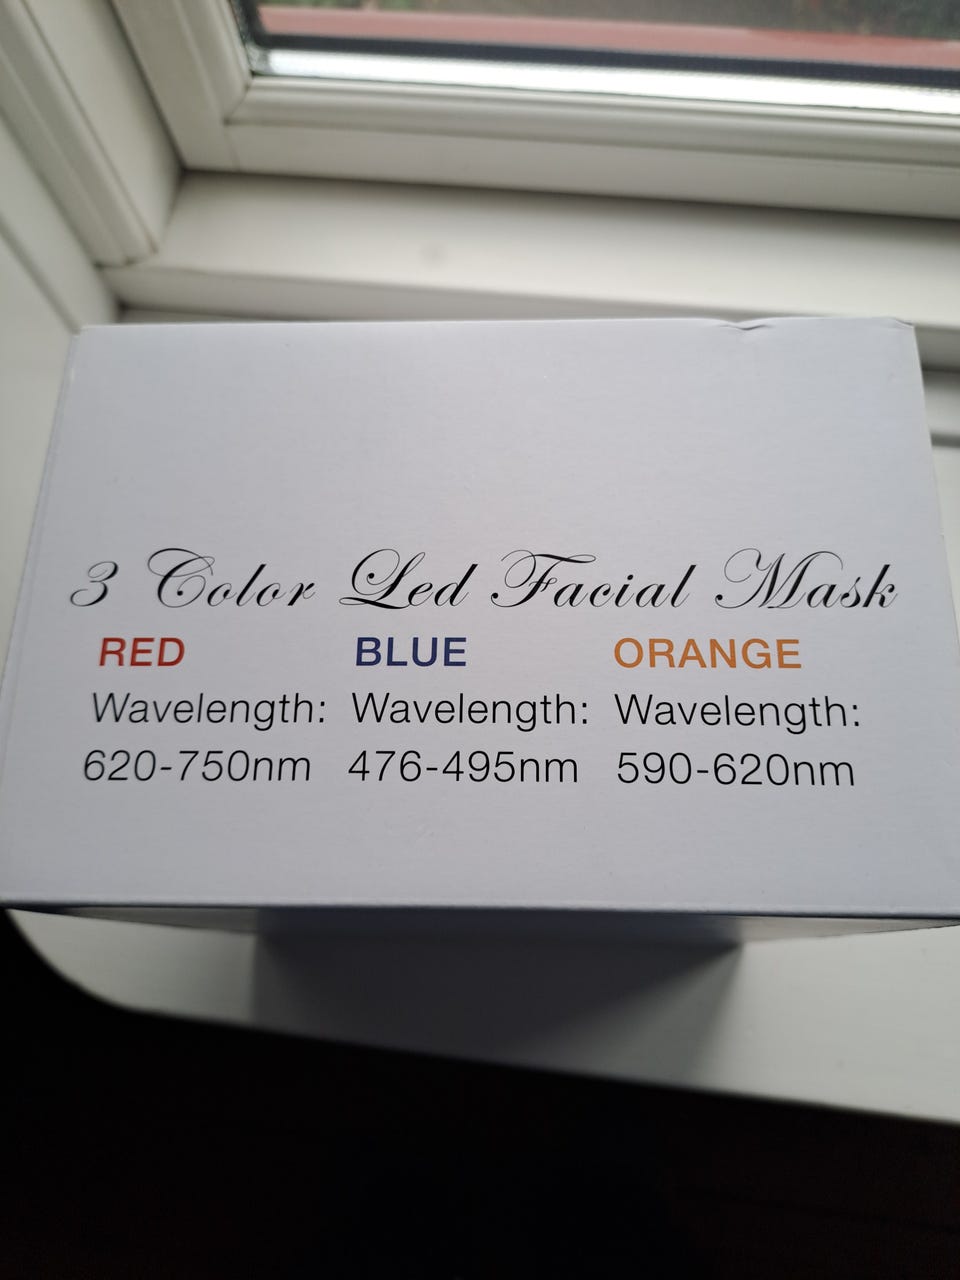 3 Color Led Facial Mask
RED BLUE ORANGE
Wavelength: Wavelength: Wavelength:
620-750nm 476-495nm 590-620nm